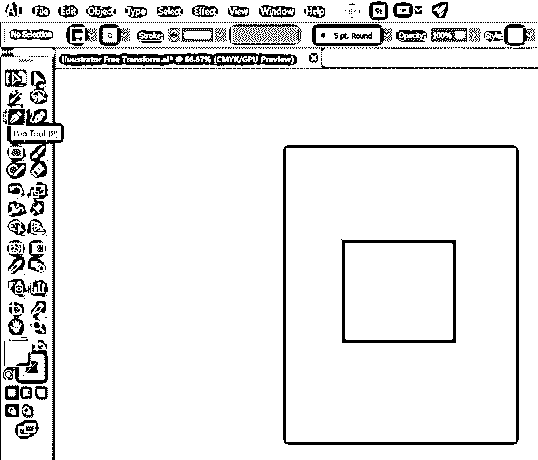 Ai File Edit Object Type Select Effect View Window Help
No Selection Stroke: 5 pt. Round Opacity: 100% Style:
Illustrator Free Transform.ai* @ 66.67% (CMYK/GPU Preview)
Pen Tool (P)